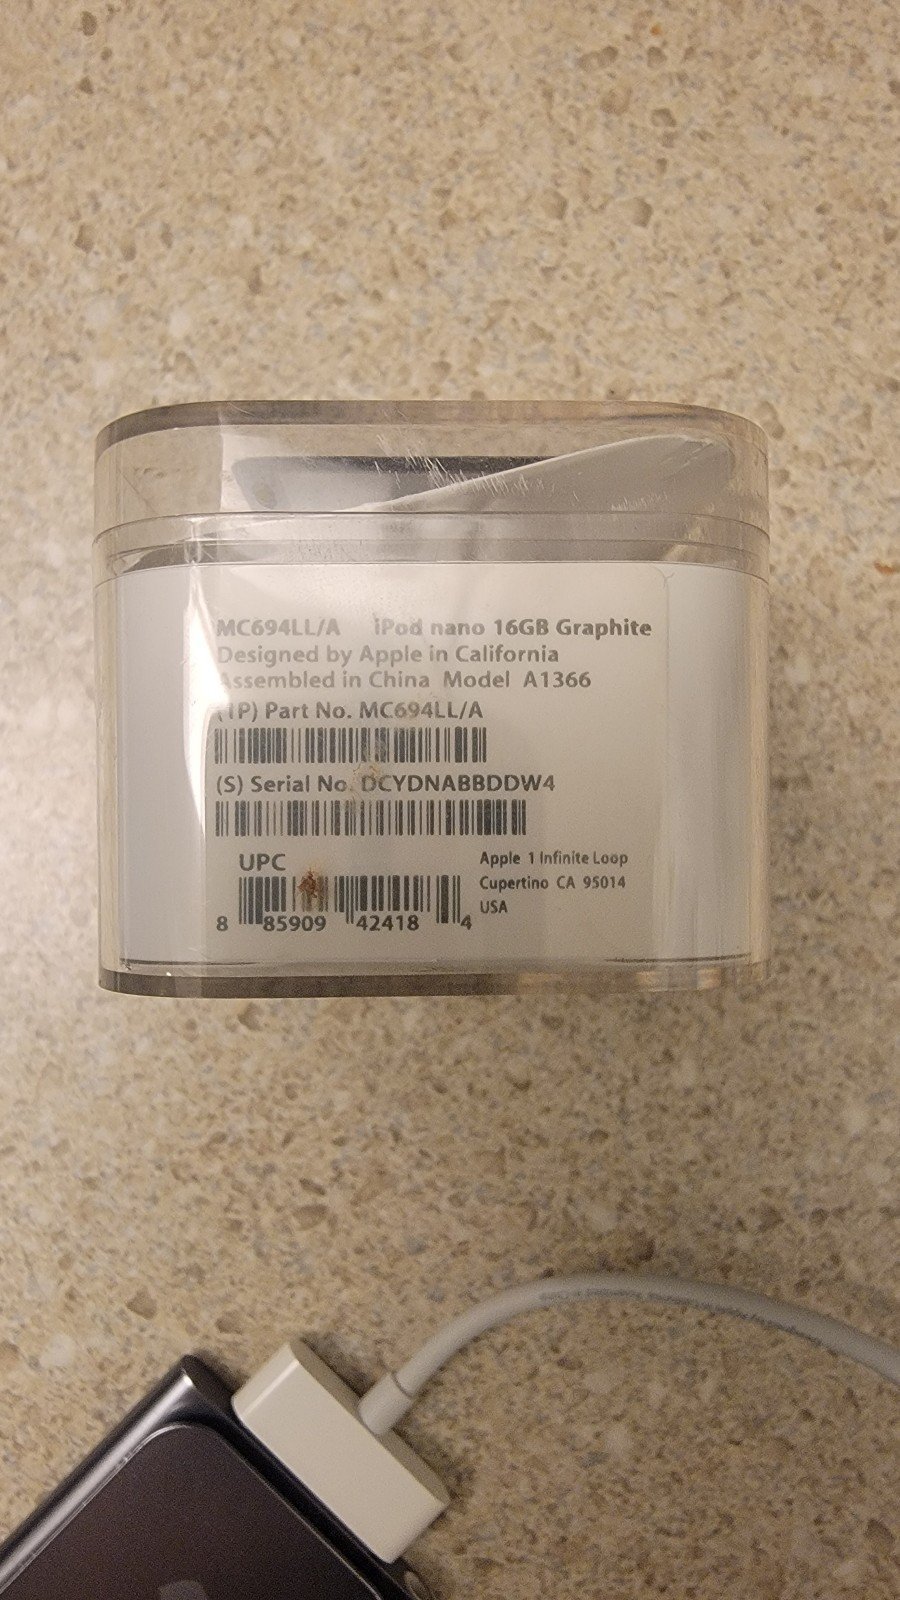 MC694LL/A iPod nano 16GB Graphite
Designed by Apple in California
Assembled in China Model A1366
(1P) Part No. MC694LL/A
(S) Serial No. DCYDNABBDDW4
UPC
8 85909 42418 4
Apple 1 Infinite Loop
Cupertino CA 95014
USA